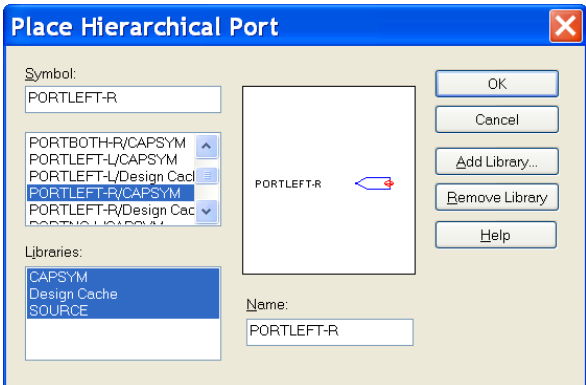 Place Hierarchical Port
Symbol:
PORTLEFT-R
PORTBOTH-R/CAPSYM
PORTLEFT-L/CAPSYM
PORTLEFT-L/Design Cacl
PORTLEFT-R/CAPSYM
PORTLEFT-R/Design Cac
Libraries:
CAPSYM
Design Cache
SOURCE
PORTLEFT-R
Name:
PORTLEFT-R
OK
Cancel
Add Library...
Remove Library
Help